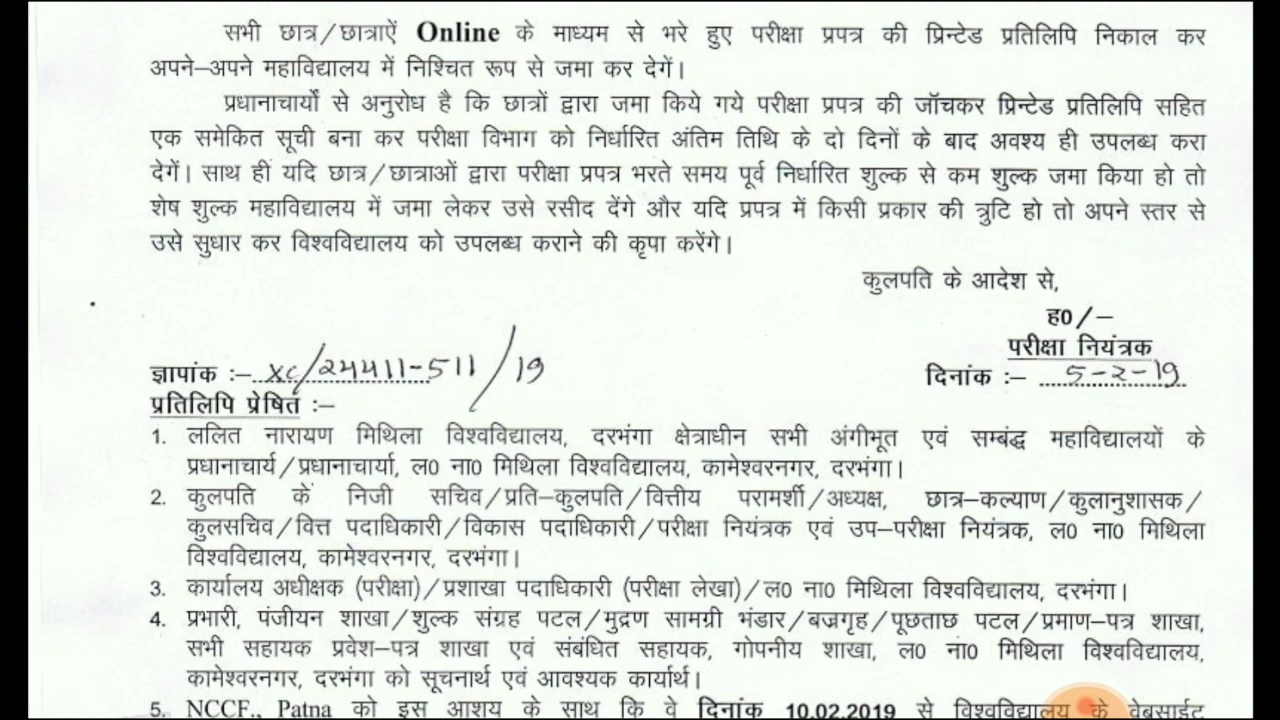 सभी छात्र/छात्राऐं Online के माध्यम से भरे हुए परीक्षा प्रपत्र की प्रिन्टेड प्रतिलिपि निकाल कर
अपने–अपने महाविद्यालय में निश्चित रूप से जमा कर देगें।
प्रधानाचार्यो से अनुरोध है कि छात्रों द्वारा जमा किये गये परीक्षा प्रपत्र की जॉचकर प्रिन्टेड प्रतिलिपि सहित
एक समेकित सूची बना कर परीक्षा विभाग को निर्धारित अंतिम तिथि के दो दिनों के बाद अवश्य ही उपलब्ध करा
देगें। साथ ही यदि छात्र/छात्राओं द्वारा परीक्षा प्रपत्र भरते समय पूर्व निर्धारित शुल्क से कम शुल्क जमा किया हो तो
शेष शुल्क महाविद्यालय में जमा लेकर उसे रसीद देंगे और यदि प्रपत्र में किसी प्रकार की त्रुटि हो तो अपने स्तर से
उसे सुधार कर विश्वविद्यालय को उपलब्ध कराने की कृपा करेंगे।
कुलपति के आदेश से,
ह0/–
परीक्षा नियंत्रक
ज्ञापांक :–XC/24411-511/19
दिनांक :– 5-2-19
प्रतिलिपि प्रेषित :–
1. ललित नारायण मिथिला विश्वविद्यालय, दरभंगा क्षेत्राधीन सभी अंगीभूत एवं सम्बंद्ध महाविद्यालयों के
प्रधानाचार्य/प्रधानाचार्या, ल0 ना0 मिथिला विश्वविद्यालय, कामेश्वरनगर, दरभंगा।
2. कुलपति के निजी सचिव/प्रति–कुलपति/वित्तीय परामर्शी/अध्यक्ष, छात्र–कल्याण/कुलानुशासक/
कुलसचिव/वित्त पदाधिकारी/विकास पदाधिकारी/परीक्षा नियंत्रक एवं उप–परीक्षा नियंत्रक, ल0 ना0 मिथिला
विश्वविद्यालय, कामेश्वरनगर, दरभंगा।
3. कार्यालय अधीक्षक (परीक्षा)/प्रशाखा पदाधिकारी (परीक्षा लेखा)/ल0 ना0 मिथिला विश्वविद्यालय, दरभंगा।
4. प्रभारी, पंजीयन शाखा/शुल्क संग्रह पटल/मुद्रण सामग्री भंडार/बज्रगृह/पूछताछ पटल/प्रमाण–पत्र शाखा,
सभी सहायक प्रवेश–पत्र शाखा एवं संबंधित सहायक, गोपनीय शाखा, ल0 ना0 मिथिला विश्वविद्यालय,
कामेश्वरनगर, दरभंगा को सूचनार्थ एवं आवश्यक कार्यार्थ।
5. NCCF., Patna को इस आशय के साथ कि वे दिनांक 10.02.2019 से विश्वविद्यालय के वेबसाईट